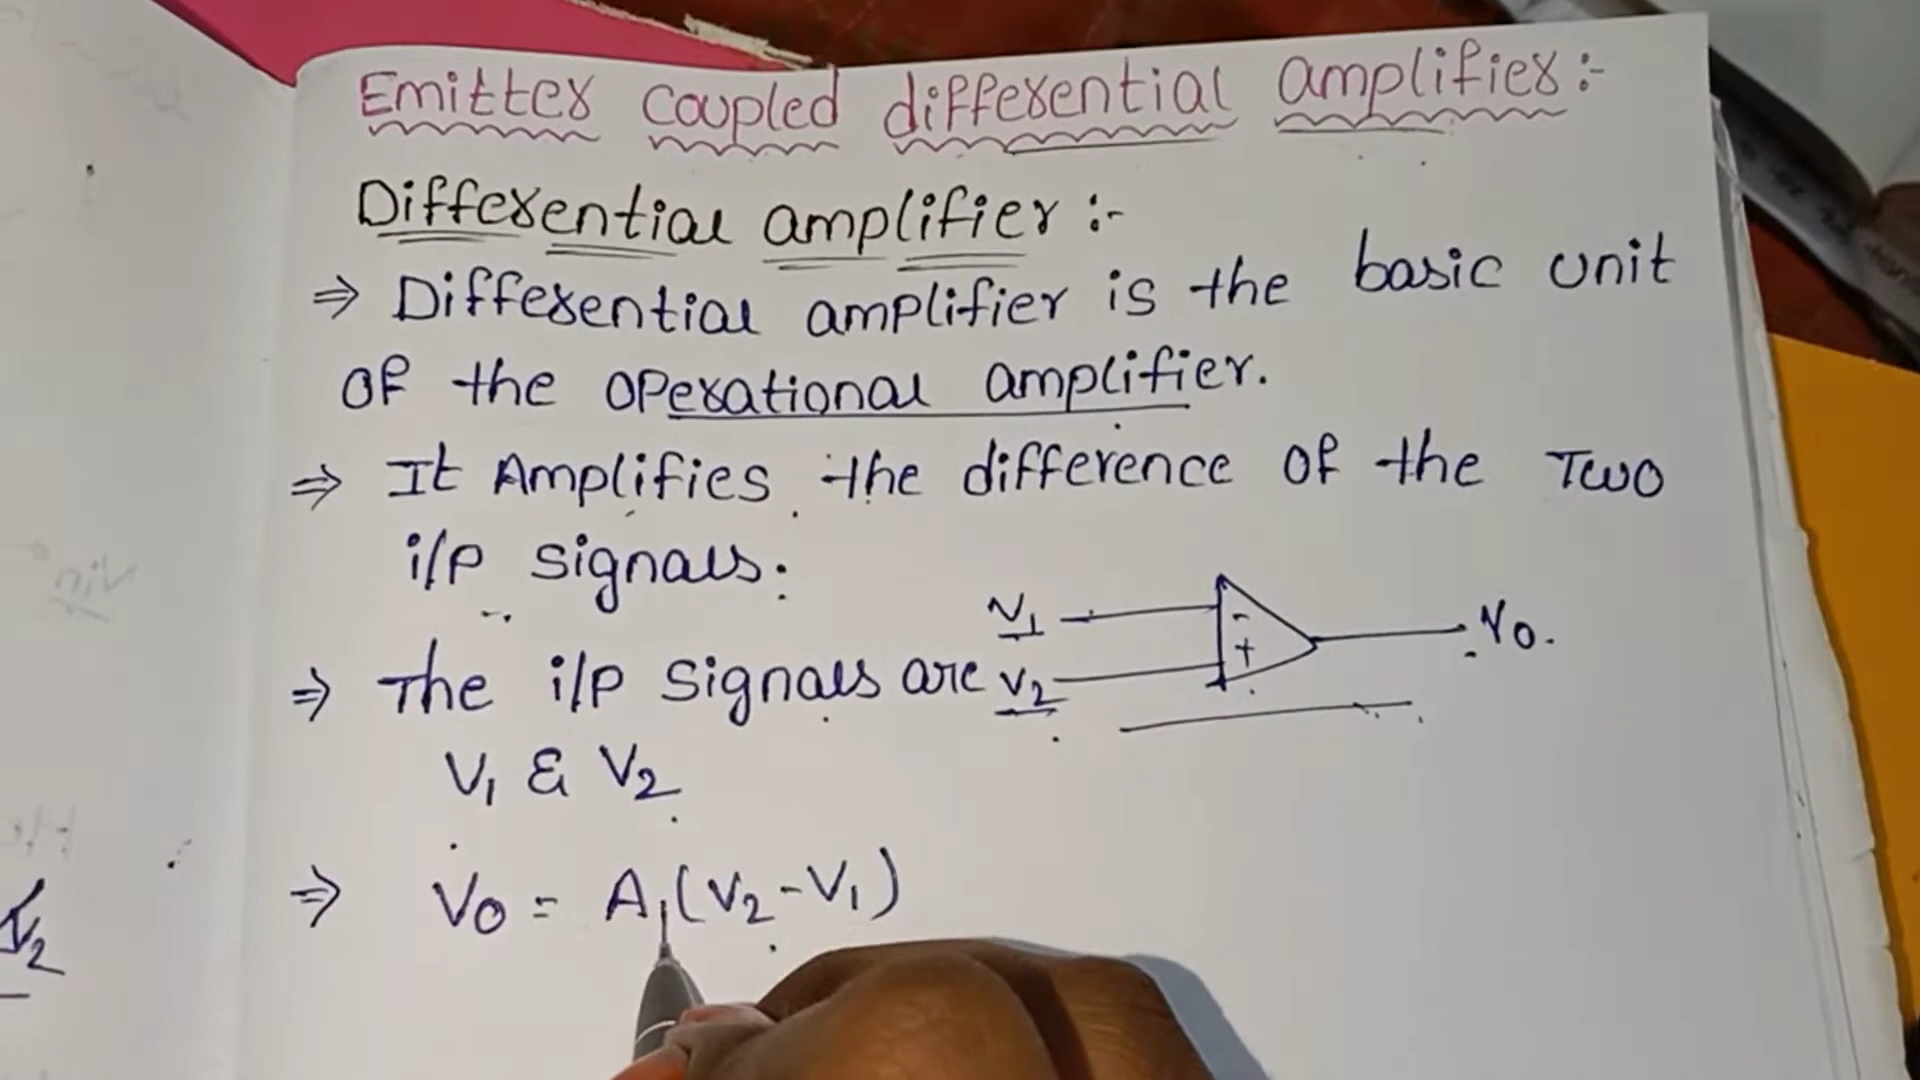 Emitter coupled differential amplifier:-
Differential amplifier :-
⇒ Differential amplifier is the basic unit
of the operational amplifier.
⇒ It Amplifies the difference of the Two
i/p signals.
V1
-
+
Vo.
⇒ The i/p signals are
V2
V1 & V2
⇒ Vo = A1(V2-V1)
V2